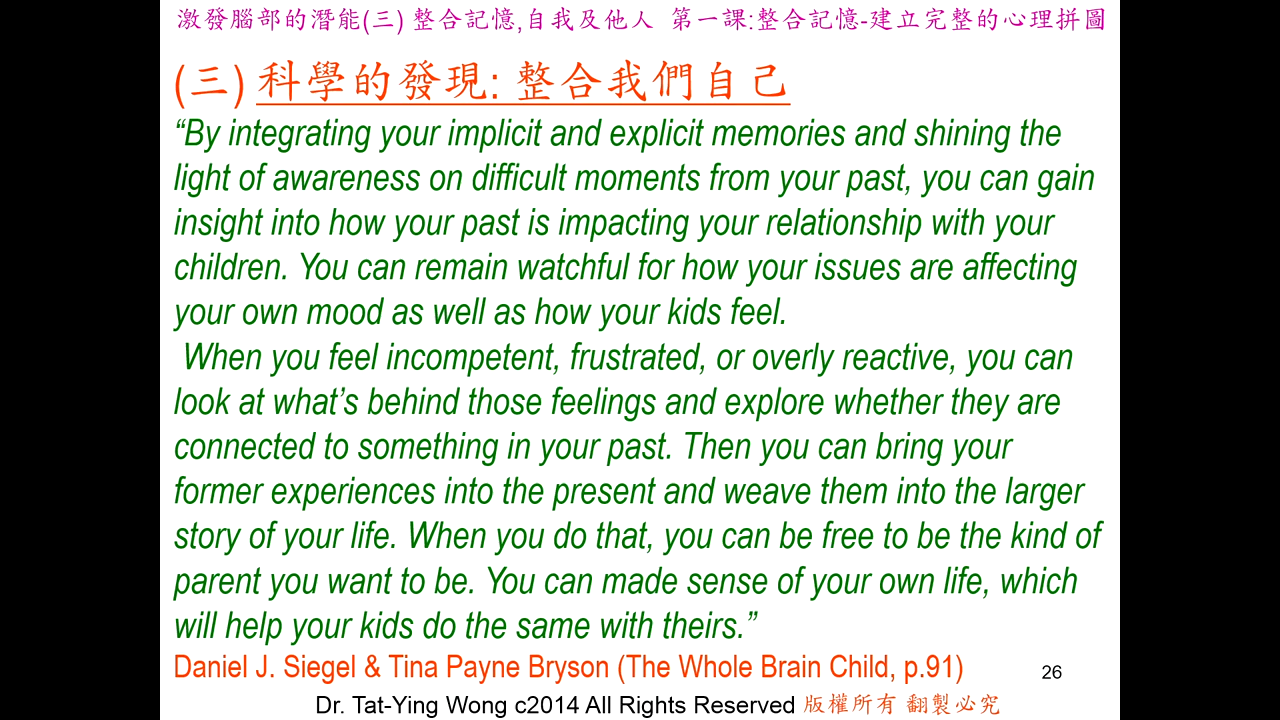 激發腦部的潛能(三) 整合記憶,自我及他人 第一課:整合記憶-建立完整的心理拼圖
(三) 科學的發現: 整合我們自己
“By integrating your implicit and explicit memories and shining the
light of awareness on difficult moments from your past, you can gain
insight into how your past is impacting your relationship with your
children. You can remain watchful for how your issues are affecting
your own mood as well as how your kids feel.
When you feel incompetent, frustrated, or overly reactive, you can
look at what’s behind those feelings and explore whether they are
connected to something in your past. Then you can bring your
former experiences into the present and weave them into the larger
story of your life. When you do that, you can be free to be the kind of
parent you want to be. You can made sense of your own life, which
will help your kids do the same with theirs.”
Daniel J. Siegel & Tina Payne Bryson (The Whole Brain Child, p.91)
26
Dr. Tat-Ying Wong c2014 All Rights Reserved 版權所有 翻製必究